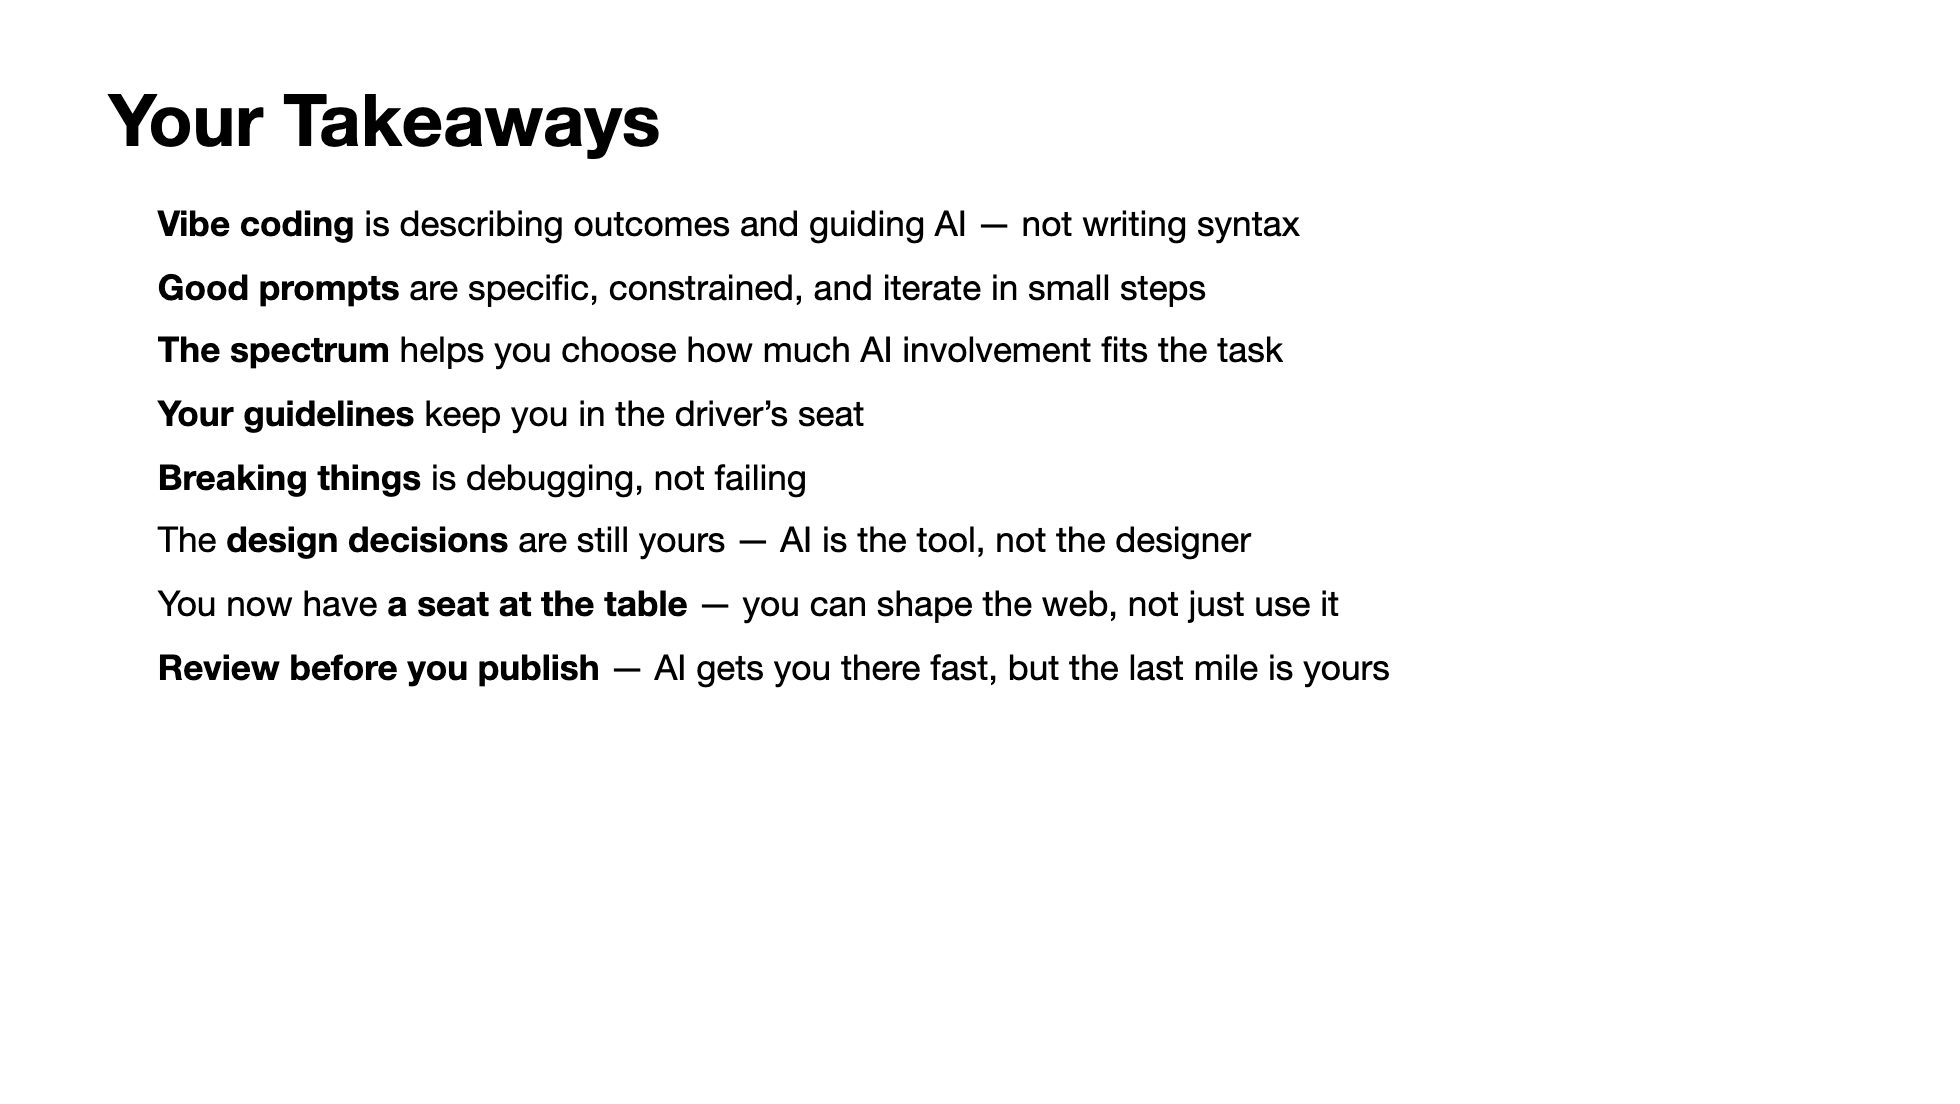 Your Takeaways
Vibe coding is describing outcomes and guiding AI — not writing syntax
Good prompts are specific, constrained, and iterate in small steps
The spectrum helps you choose how much AI involvement fits the task
Your guidelines keep you in the driver’s seat
Breaking things is debugging, not failing
The design decisions are still yours — AI is the tool, not the designer
You now have a seat at the table — you can shape the web, not just use it
Review before you publish — AI gets you there fast, but the last mile is yours